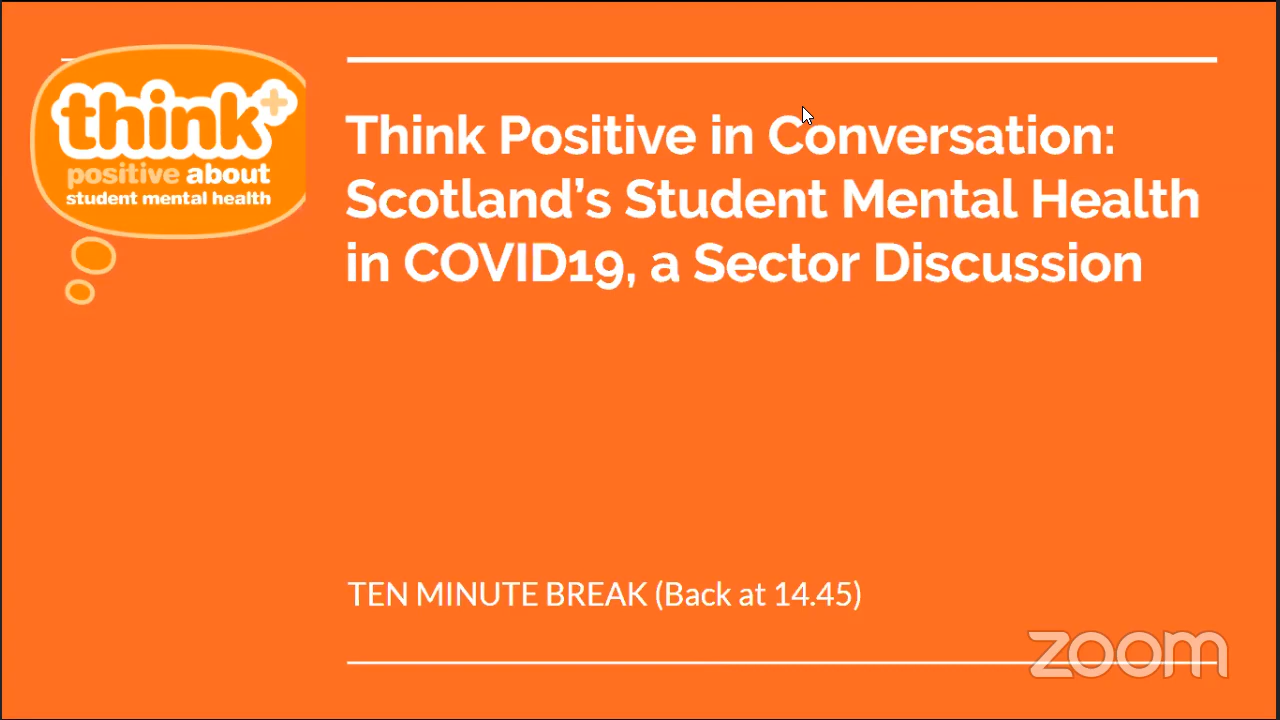 think+
positive about
student mental health
Think Positive in Conversation:
Scotland’s Student Mental Health
in COVID19, a Sector Discussion
TEN MINUTE BREAK (Back at 14.45)
zoom